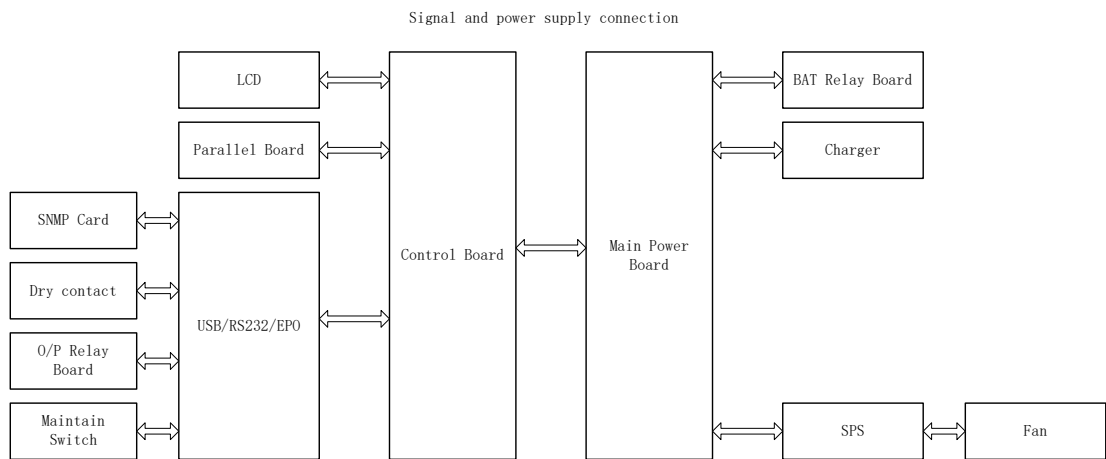 Signal and power supply connection
LCD
BAT Relay Board
Parallel Board
Charger
SNMP Card
Control Board
Main Power
Board
Dry contact
USB/RS232/EPO
O/P Relay
Board
Maintain
Switch
SPS
Fan